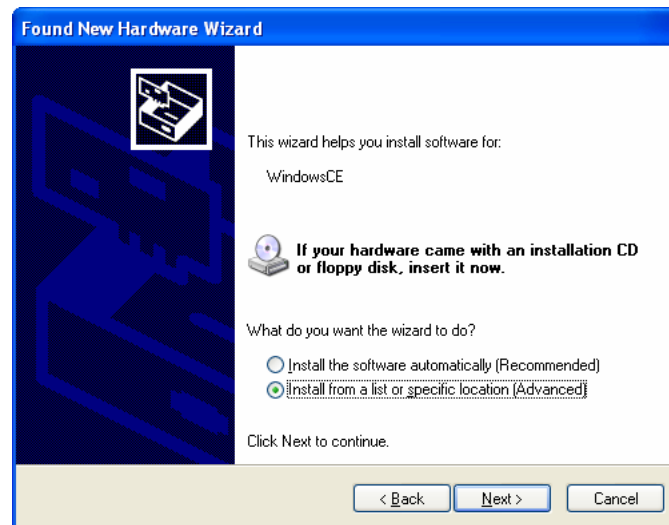 Found New Hardware Wizard
This wizard helps you install software for:
WindowsCE
If your hardware came with an installation CD
or floppy disk, insert it now.
What do you want the wizard to do?
Install the software automatically (Recommended)
Install from a list or specific location (Advanced)
Click Next to continue.
< Back
Next >
Cancel